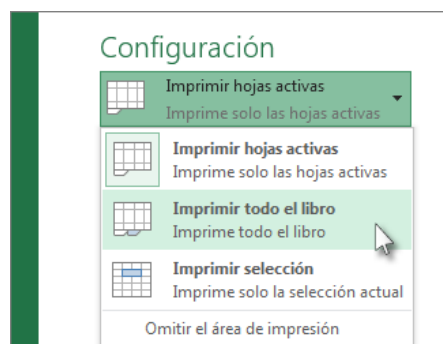 Configuración
Imprimir hojas activas
Imprime solo las hojas activas
Imprimir hojas activas
Imprime solo las hojas activas
Imprimir todo el libro
Imprime todo el libro
Imprimir selección
Imprime solo la selección actual
Omitir el área de impresión